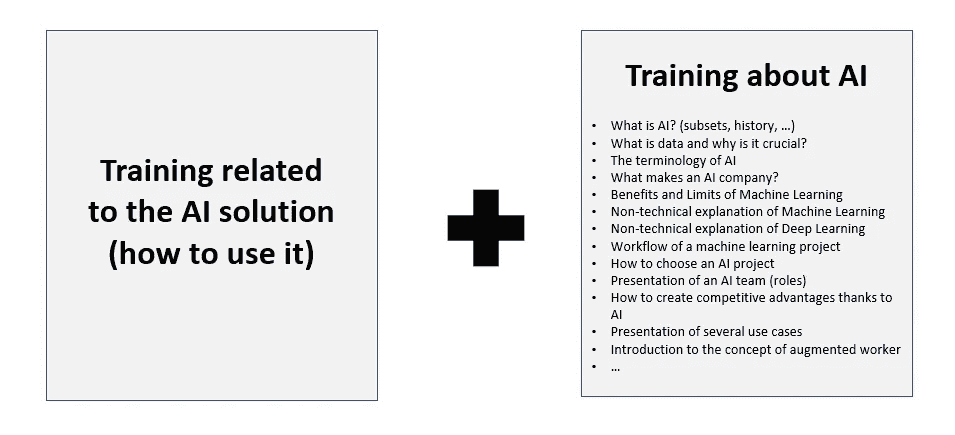 Training related
to the AI solution
(how to use it)
Training about AI
• What is AI? (subsets, history, ...)
• What is data and why is it crucial?
• The terminology of AI
• What makes an AI company?
• Benefits and Limits of Machine Learning
• Non-technical explanation of Machine Learning
• Non-technical explanation of Deep Learning
• Workflow of a machine learning project
• How to choose an AI project
• Presentation of an AI team (roles)
• How to create competitive advantages thanks to
AI
• Presentation of several use cases
• Introduction to the concept of augmented worker
• ...